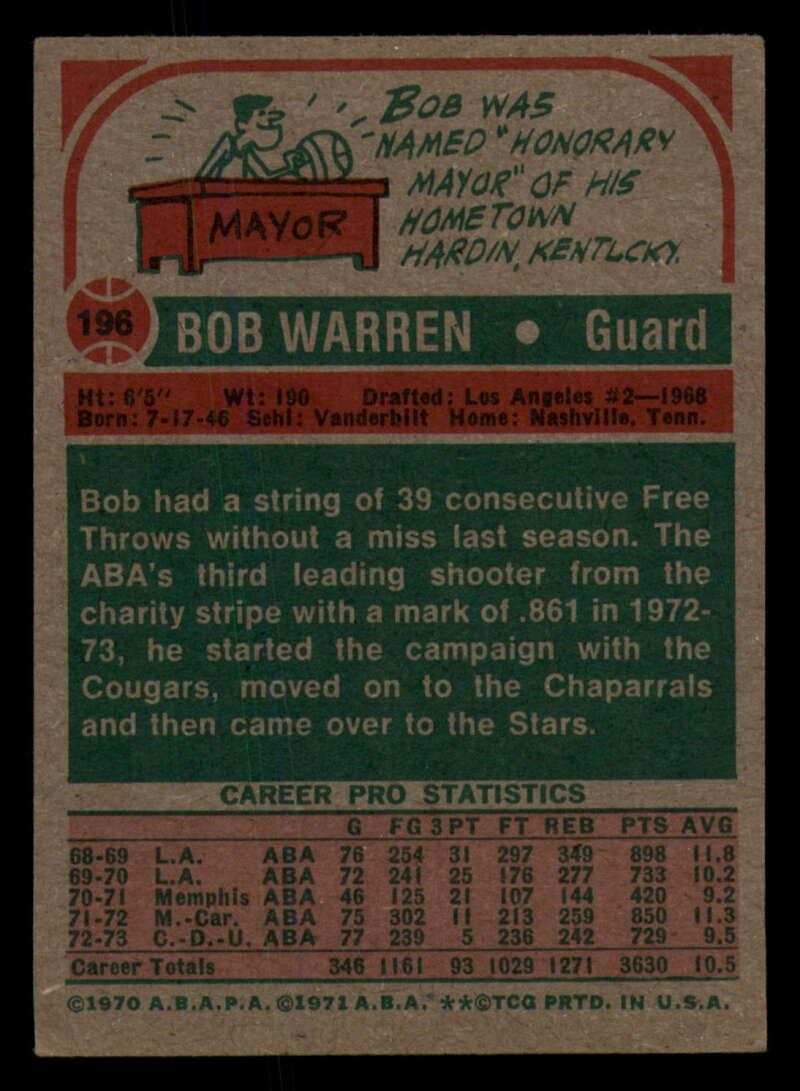 BOB WAS
NAMED "HONORARY
MAYOR" OF HIS
HOMETOWN
HARDIN, KENTUCKY.
MAYOR
196
BOB WARREN • Guard
Ht: 6'5" Wt: 190 Drafted: Los Angeles #2—1968
Born: 7-17-46 Schl: Vanderbilt Home: Nashville, Tenn.
Bob had a string of 39 consecutive Free
Throws without a miss last season. The
ABA's third leading shooter from the
charity stripe with a mark of .861 in 1972-
73, he started the campaign with the
Cougars, moved on to the Chaparrals
and then came over to the Stars.
CAREER PRO STATISTICS
G FG 3 PT FT REB PTS AVG
68-69 L.A. ABA 76 254 31 297 349 898 11.8
69-70 L.A. ABA 72 241 25 176 277 733 10.2
70-71 Memphis ABA 46 125 21 107 144 420 9.2
71-72 M.-Car. ABA 75 302 11 213 259 850 11.3
72-73 C.-D.-U. ABA 77 239 5 236 242 729 9.5
Career Totals 346 1161 93 1029 1271 3630 10.5
©1970 A.B.A.P.A. ©1971 A.B.A. **©TCG PRTD. IN U.S.A.